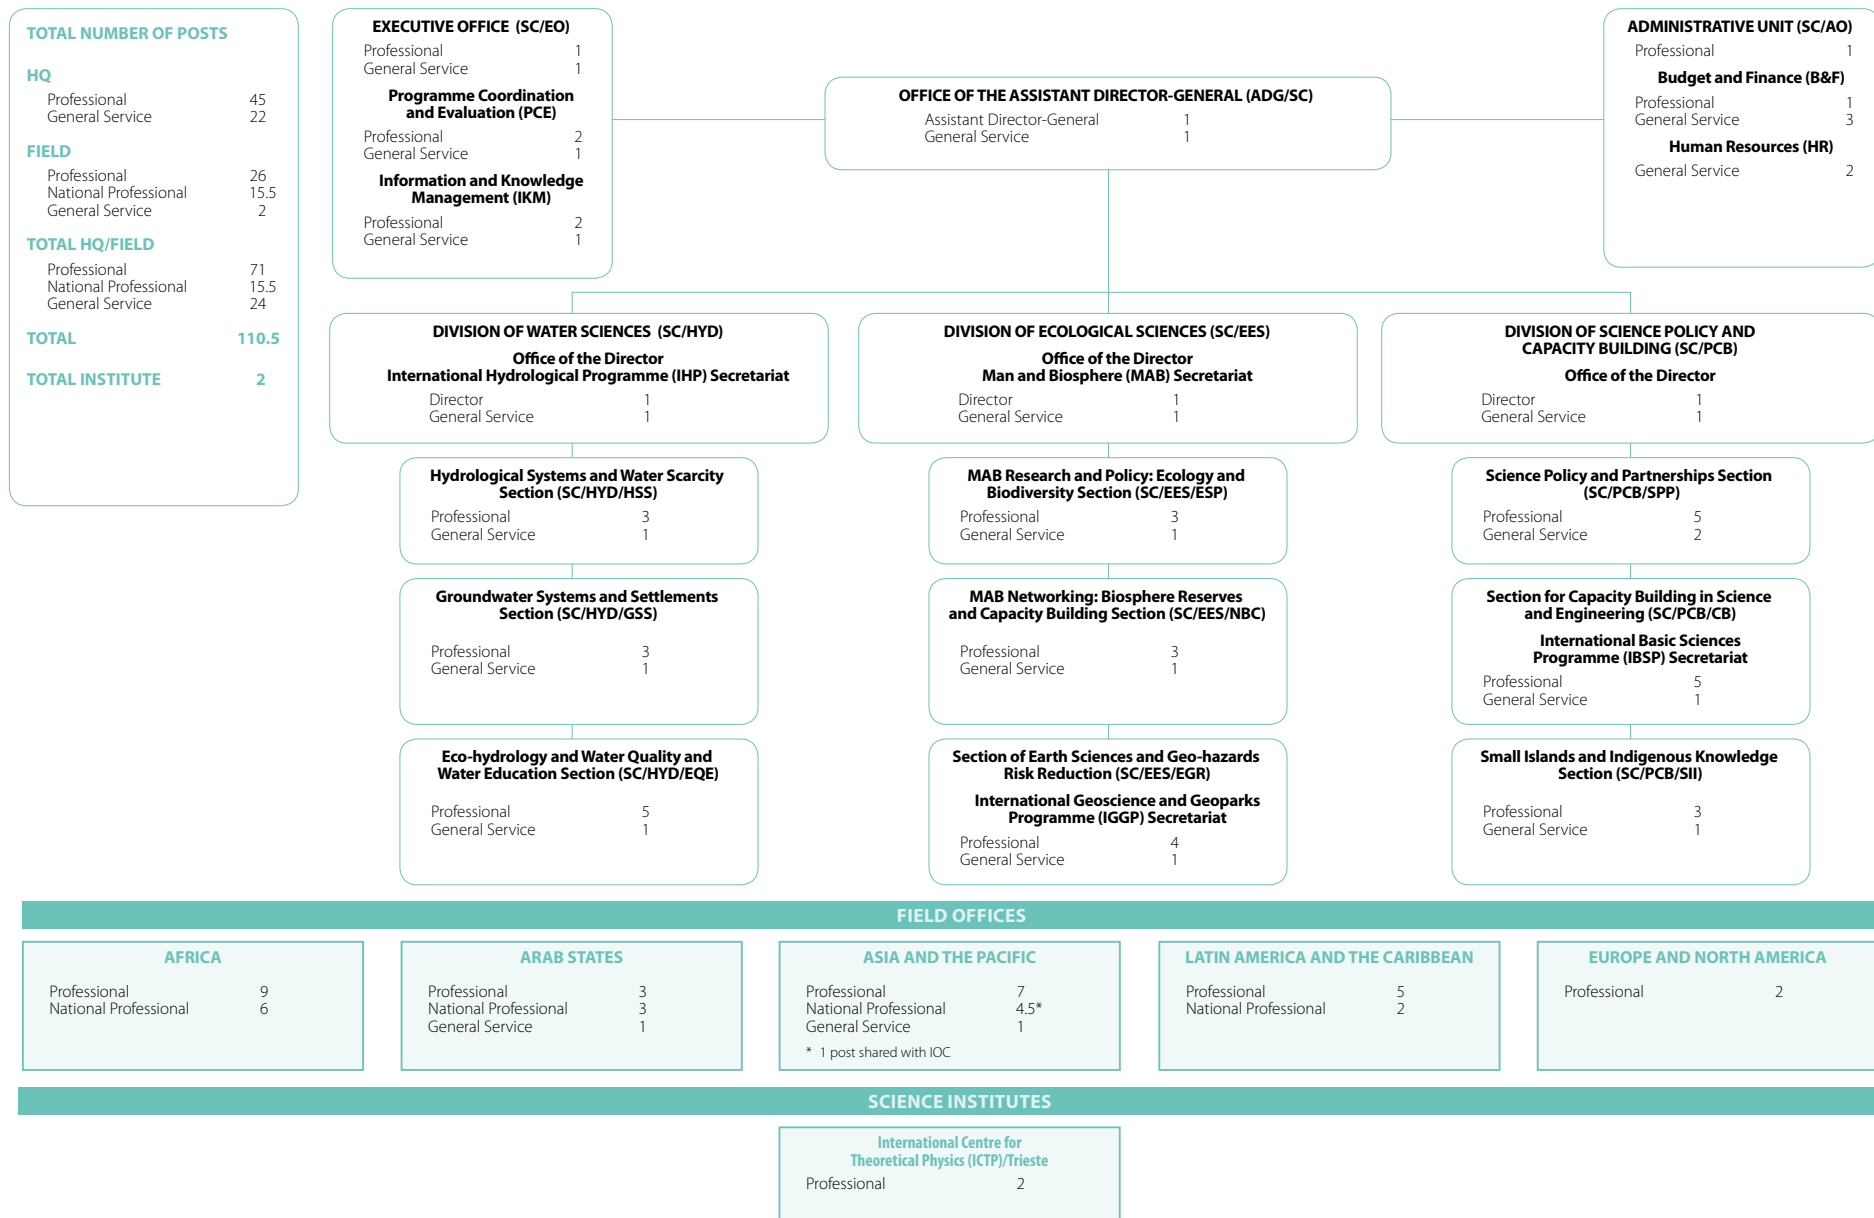 TOTAL NUMBER OF POSTS
HQ
Professional 45
General Service 22
FIELD
Professional 26
National Professional 15.5
General Service 2
TOTAL HQ/FIELD
Professional 71
National Professional 15.5
General Service 24
TOTAL 110.5
TOTAL INSTITUTE 2
EXECUTIVE OFFICE (SC/EO)
Professional 1
General Service 1
Programme Coordination
and Evaluation (PCE)
Professional 2
General Service 1
Information and Knowledge
Management (IKM)
Professional 2
General Service 1
OFFICE OF THE ASSISTANT DIRECTOR-GENERAL (ADG/SC)
Assistant Director-General 1
General Service 1
ADMINISTRATIVE UNIT (SC/AO)
Professional 1
Budget and Finance (B&F)
Professional 1
General Service 3
Human Resources (HR)
General Service 2
DIVISION OF WATER SCIENCES (SC/HYD)
Office of the Director
International Hydrological Programme (IHP) Secretariat
Director 1
General Service 1
Hydrological Systems and Water Scarcity
Section (SC/HYD/HSS)
Professional 3
General Service 1
Groundwater Systems and Settlements
Section (SC/HYD/GSS)
Professional 3
General Service 1
Eco-hydrology and Water Quality and
Water Education Section (SC/HYD/EQE)
Professional 5
General Service 1
DIVISION OF ECOLOGICAL SCIENCES (SC/EES)
Office of the Director
Man and Biosphere (MAB) Secretariat
Director 1
General Service 1
MAB Research and Policy: Ecology and
Biodiversity Section (SC/EES/ESP)
Professional 3
General Service 1
MAB Networking: Biosphere Reserves
and Capacity Building Section (SC/EES/NBC)
Professional 3
General Service 1
Section of Earth Sciences and Geo-hazards
Risk Reduction (SC/EES/EGR)
International Geoscience and Geoparks
Programme (IGGP) Secretariat
Professional 4
General Service 1
DIVISION OF SCIENCE POLICY AND
CAPACITY BUILDING (SC/PCB)
Office of the Director
Director 1
General Service 1
Science Policy and Partnerships Section
(SC/PCB/SPP)
Professional 5
General Service 2
Section for Capacity Building in Science
and Engineering (SC/PCB/CB)
International Basic Sciences
Programme (IBSP) Secretariat
Professional 5
General Service 1
Small Islands and Indigenous Knowledge
Section (SC/PCB/SII)
Professional 3
General Service 1
FIELD OFFICES
AFRICA
Professional 9
National Professional 6
ARAB STATES
Professional 3
National Professional 3
General Service 1
ASIA AND THE PACIFIC
Professional 7
National Professional 4.5*
General Service 1
* 1 post shared with IOC
LATIN AMERICA AND THE CARIBBEAN
Professional 5
National Professional 2
EUROPE AND NORTH AMERICA
Professional 2
SCIENCE INSTITUTES
International Centre for
Theoretical Physics (ICTP)/Trieste
Professional 2